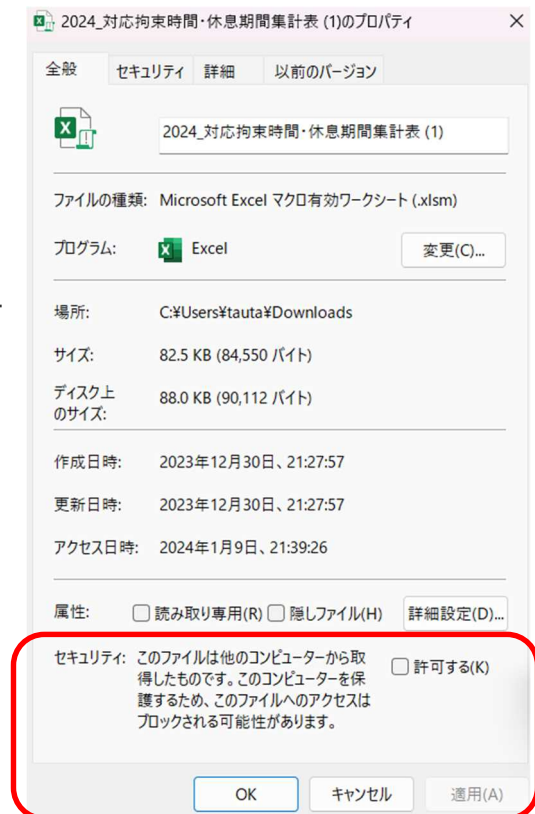 2024_対応拘束時間・休息期間集計表 (1)のプロパティ
全般 セキュリティ 詳細 以前のバージョン
2024_対応拘束時間・休息期間集計表 (1)
ファイルの種類: Microsoft Excel マクロ有効ワークシート (.xlsm)
プログラム: Excel 変更(C)...
場所: C:¥Users¥tauta¥Downloads
サイズ: 82.5 KB (84,550 バイト)
ディスク上
のサイズ: 88.0 KB (90,112 バイト)
作成日時: 2023年12月30日、21:27:57
更新日時: 2023年12月30日、21:27:57
アクセス日時: 2024年1月9日、21:39:26
属性: 読み取り専用(R) 隠しファイル(H) 詳細設定(D)...
セキュリティ: このファイルは他のコンピューターから取
得したものです。このコンピューターを保
護するため、このファイルへのアクセスは
ブロックされる可能性があります。
許可する(K)
OK キャンセル 適用(A)